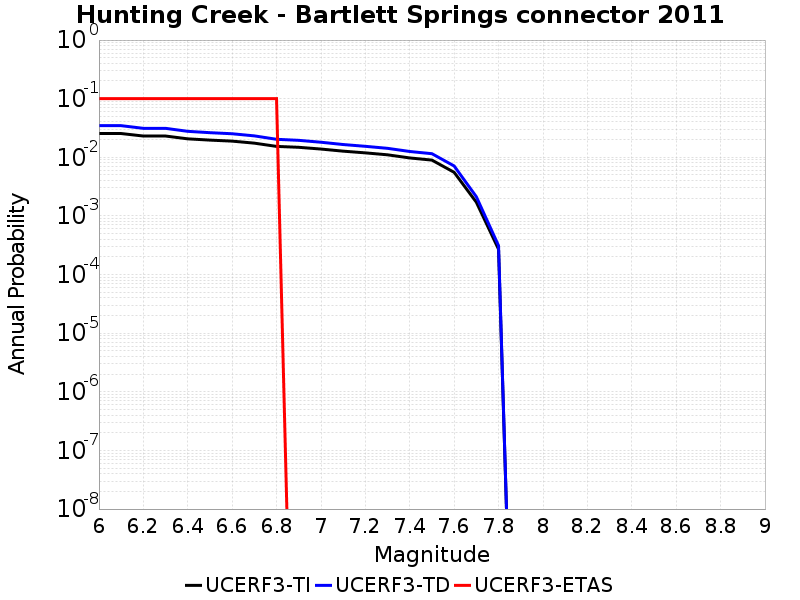 Hunting Creek - Bartlett Springs connector 2011
Annual Probability
10^0
10^-1
10^-2
10^-3
10^-4
10^-5
10^-6
10^-7
10^-8
6 6.2 6.4 6.6 6.8 7 7.2 7.4 7.6 7.8 8 8.2 8.4 8.6 8.8 9
Magnitude
UCERF3-TI UCERF3-TD UCERF3-ETAS